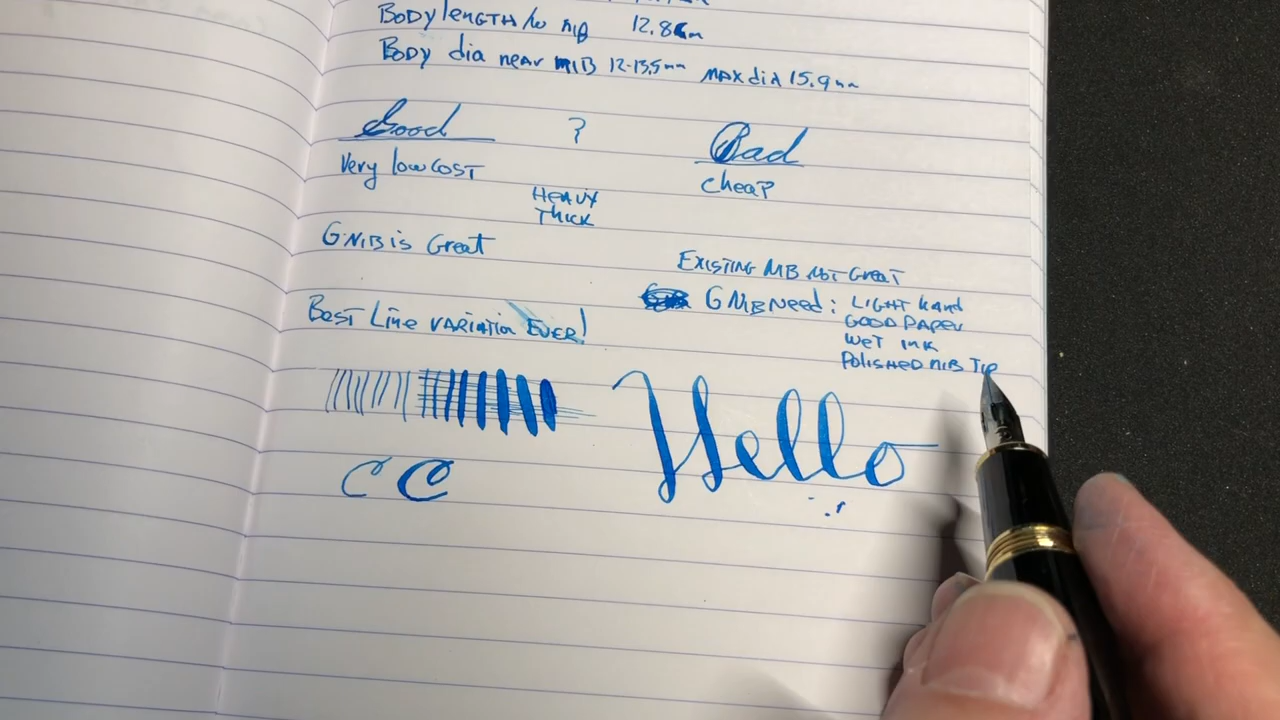 Body length /w nib 12.8cm
Body dia near nib 12-13.5mm max dia 15.9mm
Good ? Bad
Very low cost cheap
Heavy
Thick
G NIB is Great
Existing NIB Not Great
G NIB Need: Light hand
Good Paper
Best Line variation Ever!
Wet ink
Polished nib Tip
Hello
C C